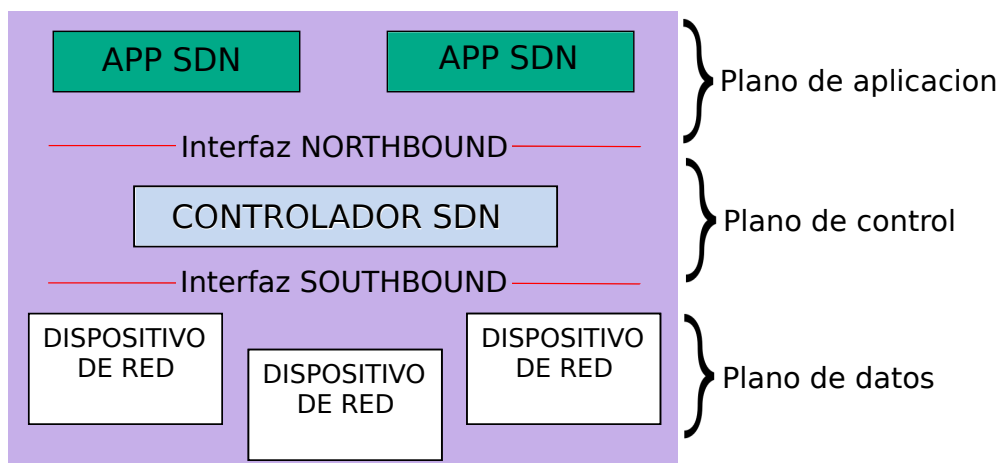 APP SDN
APP SDN
Plano de aplicacion
Interfaz NORTHBOUND
CONTROLADOR SDN
Plano de control
Interfaz SOUTHBOUND
DISPOSITIVO
DE RED
DISPOSITIVO
DE RED
DISPOSITIVO
DE RED
Plano de datos